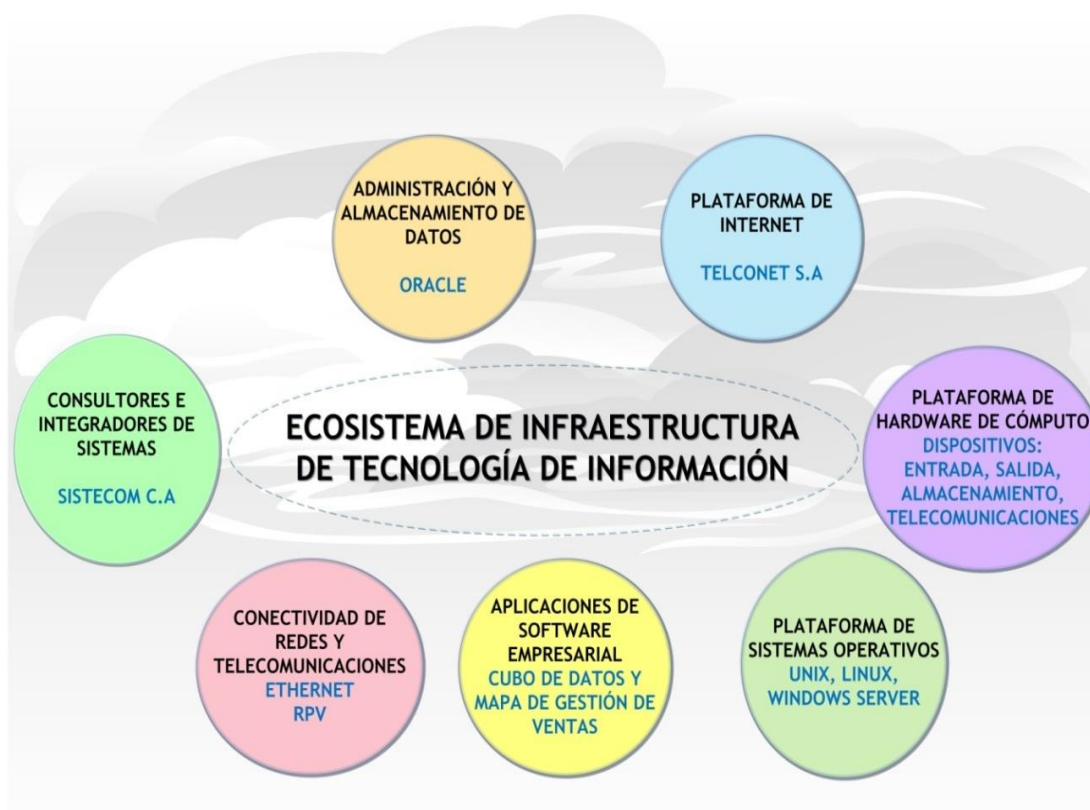 ADMINISTRACIÓN Y
ALMACENAMIENTO DE
DATOS
ORACLE
PLATAFORMA DE
INTERNET
TELCONET S.A
CONSULTORES E
INTEGRADORES DE
SISTEMAS
SISTECOM C.A
ECOSISTEMA DE INFRAESTRUCTURA
DE TECNOLOGÍA DE INFORMACIÓN
PLATAFORMA DE
HARDWARE DE CÓMPUTO
DISPOSITIVOS:
ENTRADA, SALIDA,
ALMACENAMIENTO,
TELECOMUNICACIONES
CONECTIVIDAD DE
REDES Y
TELECOMUNICACIONES
ETHERNET
RPV
APLICACIONES DE
SOFTWARE
EMPRESARIAL
CUBO DE DATOS Y
MAPA DE GESTIÓN DE
VENTAS
PLATAFORMA DE
SISTEMAS OPERATIVOS
UNIX, LINUX,
WINDOWS SERVER